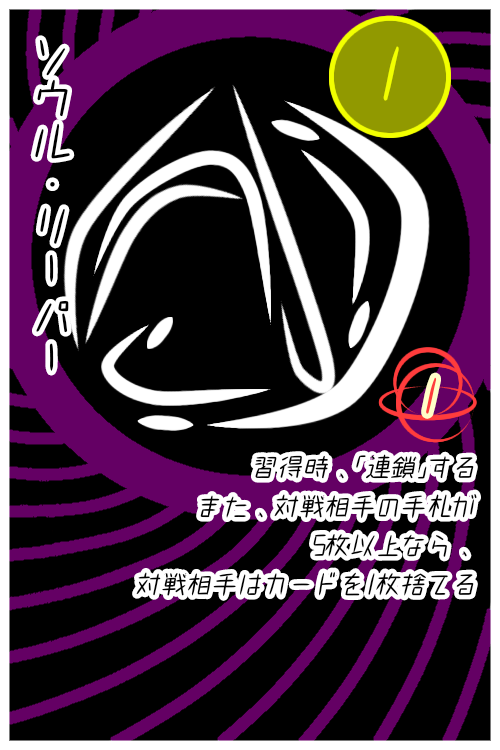 ソウル・リーパー
1
1
習得時、「連鎖」する
また、対戦相手の手札が
5枚以上なら、
対戦相手はカードを1枚捨てる